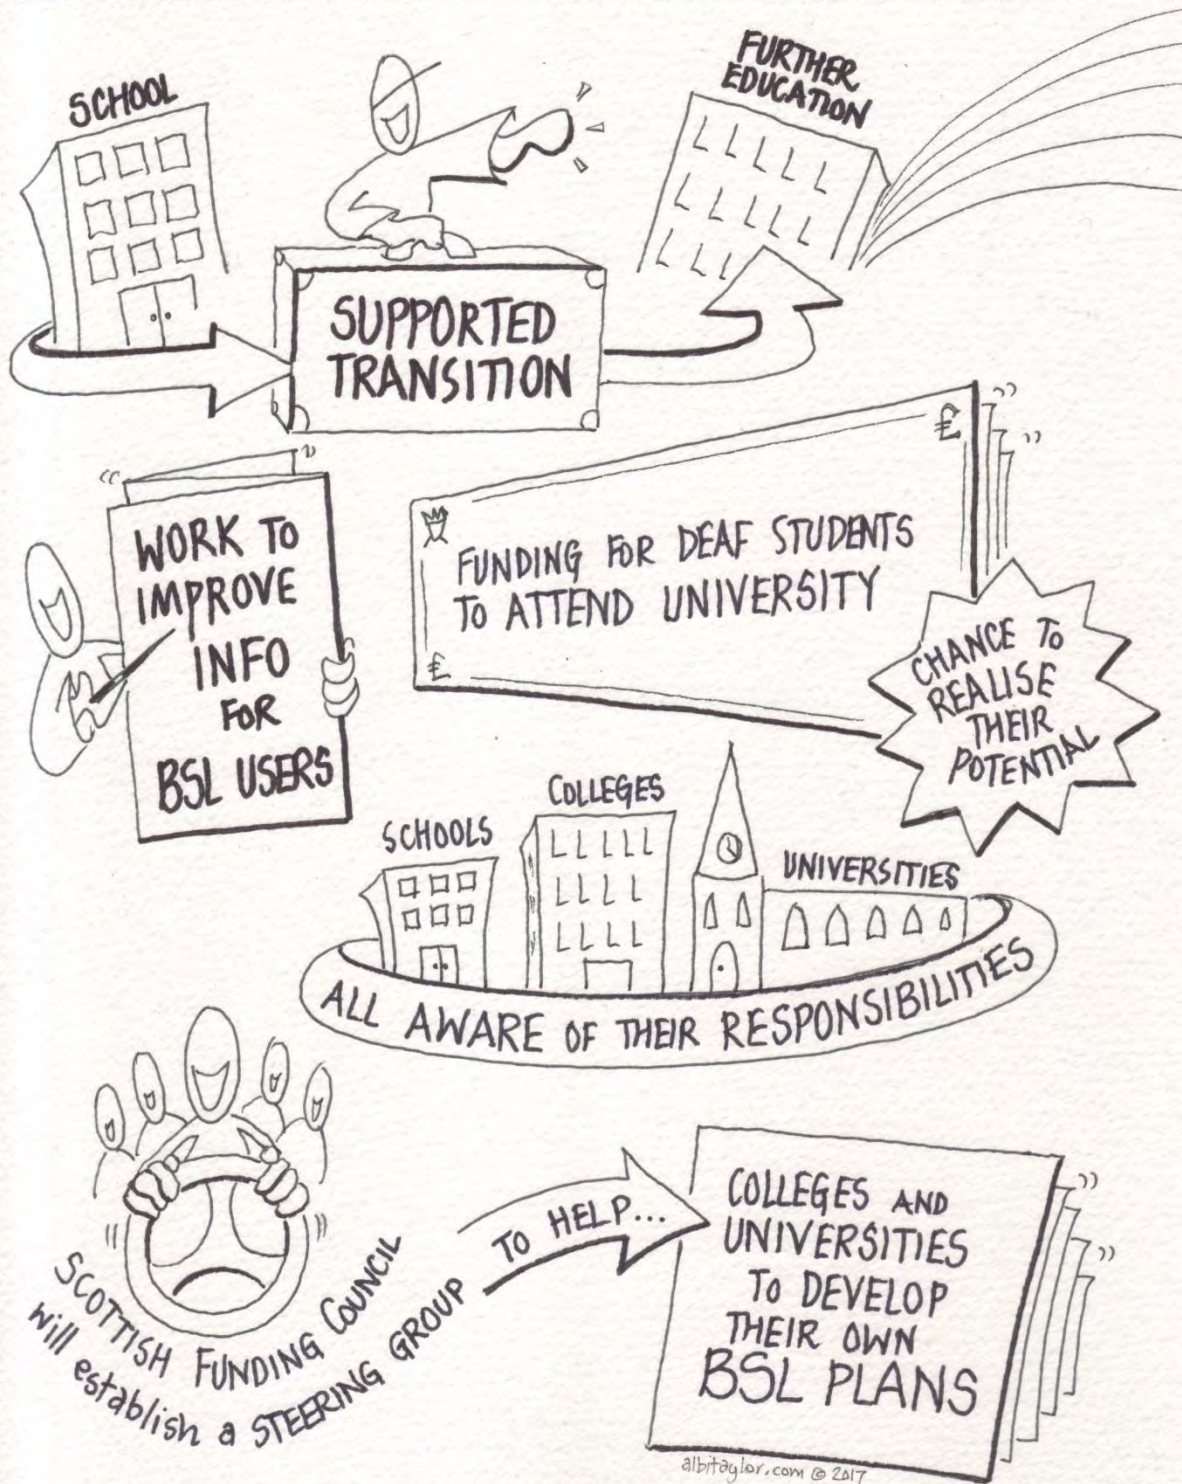 SCHOOL
FURTHER
EDUCATION
SUPPORTED
TRANSITION
WORK TO
IMPROVE
INFO
FOR
BSL USERS
£
FUNDING FOR DEAF STUDENTS
TO ATTEND UNIVERSITY
£
CHANCE TO
REALISE
THEIR
POTENTIAL
SCHOOLS
COLLEGES
UNIVERSITIES
ALL AWARE OF THEIR RESPONSIBILITIES
SCOTTISH FUNDING COUNCIL
will establish a STEERING GROUP
TO HELP...
COLLEGES AND
UNIVERSITIES
TO DEVELOP
THEIR OWN
BSL PLANS
albitaylor.com © 2017